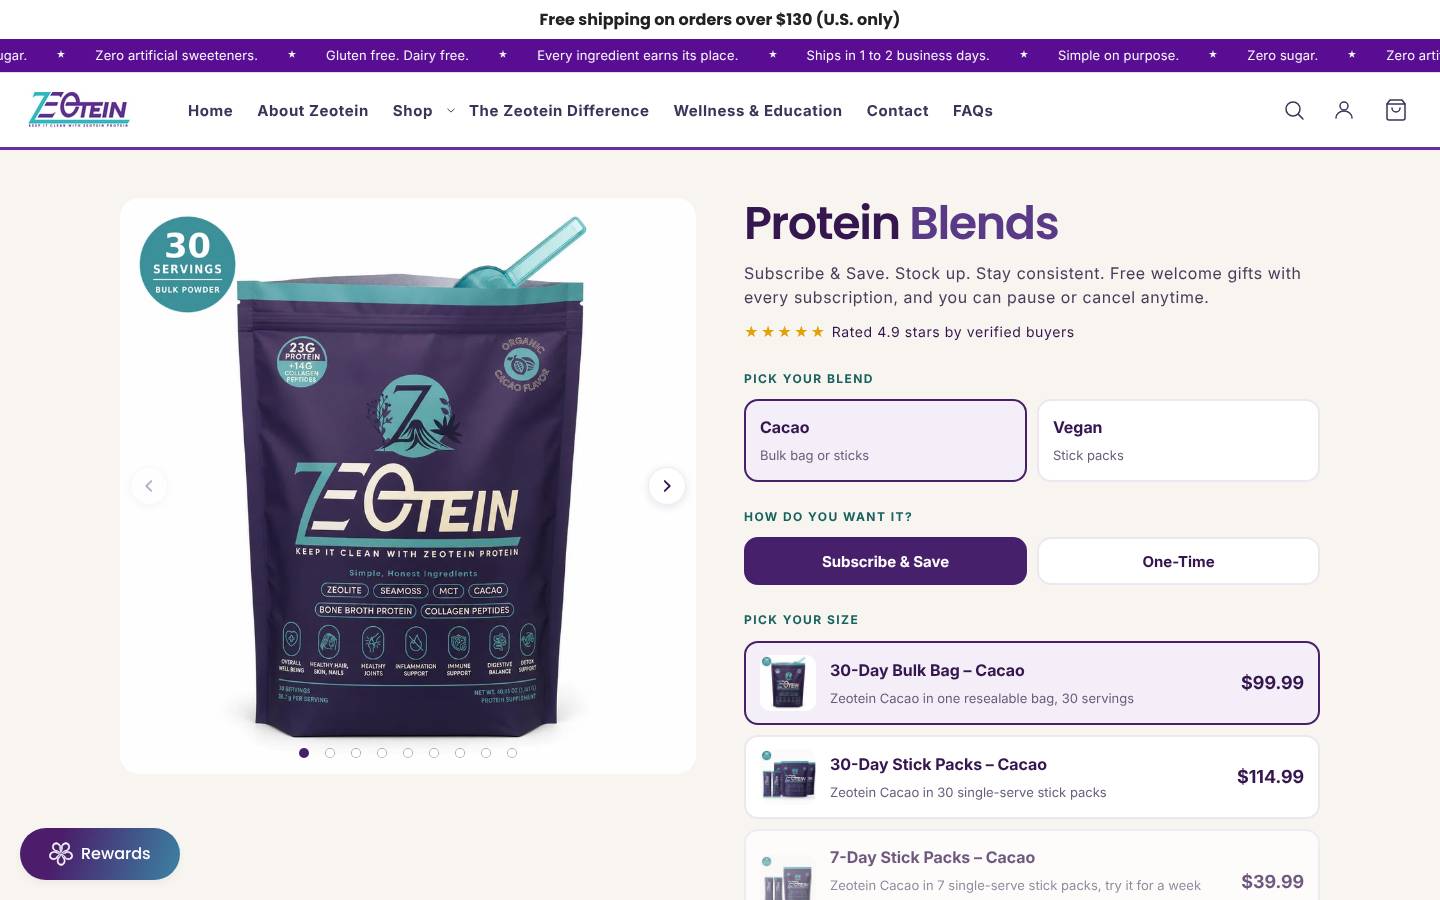 Free shipping on orders over $130 (U.S. only)
ugar. ★ Zero artificial sweeteners. ★ Gluten free. Dairy free. ★ Every ingredient earns its place. ★ Ships in 1 to 2 business days. ★ Simple on purpose. ★ Zero sugar. ★ Zero arti
ZEOTEIN
KEEP IT CLEAN WITH ZEOTEIN PROTEIN
Home About Zeotein Shop The Zeotein Difference Wellness & Education Contact FAQs
30
SERVINGS
BULK POWDER
23G
PROTEIN
+14G
COLLAGEN
PEPTIDES
ORGANIC
CACAO FLAVOR
Z
ZEOTEIN
KEEP IT CLEAN WITH ZEOTEIN PROTEIN
Simple, Honest Ingredients
ZEOLITE SEAMOSS MCT CACAO
BONE BROTH PROTEIN COLLAGEN PEPTIDES
OVERALL WELL BEING
HEALTHY HAIR, SKIN, NAILS
HEALTHY JOINTS
INFLAMMATION SUPPORT
IMMUNE SUPPORT
DIGESTIVE BALANCE
DETOX SUPPORT
30 SERVINGS
PER SERVING
PROTEIN SUPPLEMENT
Protein Blends
Subscribe & Save. Stock up. Stay consistent. Free welcome gifts with
every subscription, and you can pause or cancel anytime.
★★★★★ Rated 4.9 stars by verified buyers
PICK YOUR BLEND
Cacao
Bulk bag or sticks
Vegan
Stick packs
HOW DO YOU WANT IT?
Subscribe & Save
One-Time
PICK YOUR SIZE
30-Day Bulk Bag – Cacao
Zeotein Cacao in one resealable bag, 30 servings
$99.99
30-Day Stick Packs – Cacao
Zeotein Cacao in 30 single-serve stick packs
$114.99
7-Day Stick Packs – Cacao
Zeotein Cacao in 7 single-serve stick packs, try it for a week
$39.99
Rewards